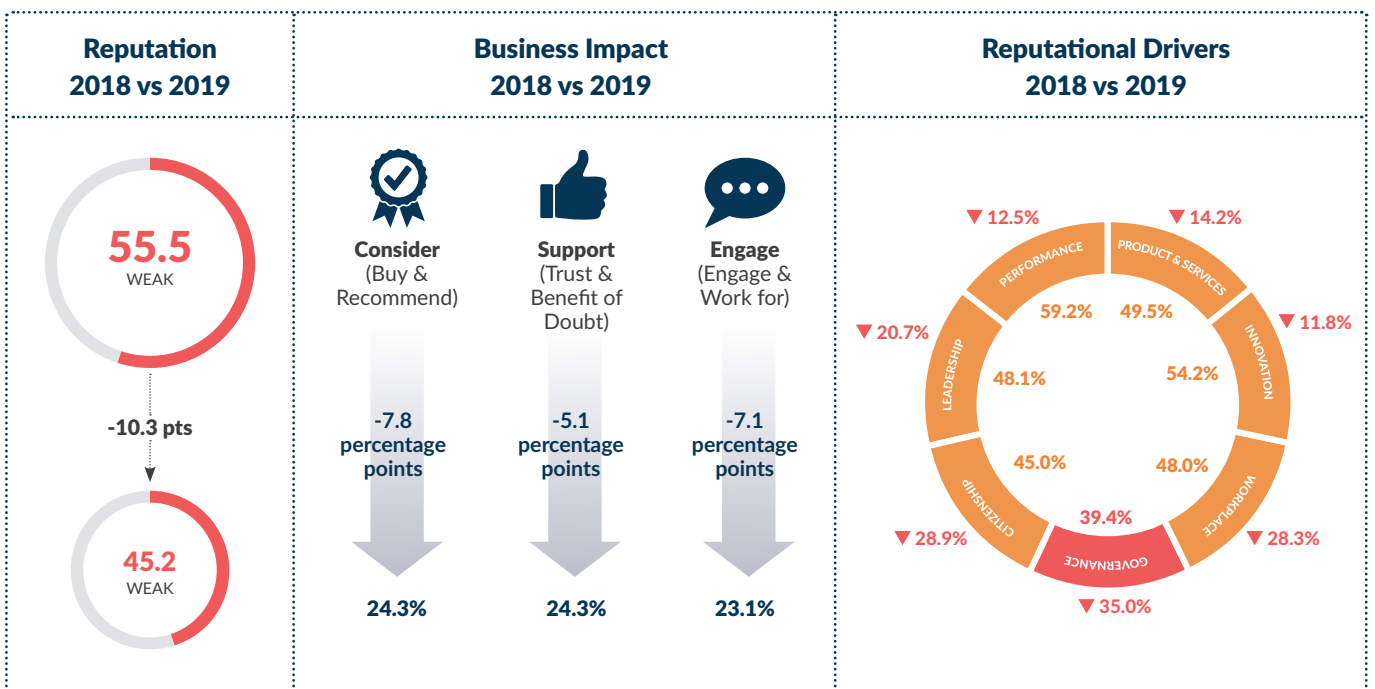 Reputation
2018 vs 2019
Business Impact
2018 vs 2019
Reputational Drivers
2018 vs 2019
55.5
WEAK
-10.3 pts
45.2
WEAK
Consider
(Buy &
Recommend)
-7.8
percentage
points
24.3%
Support
(Trust &
Benefit of
Doubt)
-5.1
percentage
points
24.3%
Engage
(Engage &
Work for)
-7.1
percentage
points
23.1%
▼ 12.5%
PERFORMANCE
59.2%
▼ 14.2%
PRODUCT & SERVICES
49.5%
▼ 11.8%
INNOVATION
54.2%
▼ 28.3%
WORKPLACE
48.0%
▼ 35.0%
GOVERNANCE
39.4%
▼ 28.9%
CITIZENSHIP
45.0%
▼ 20.7%
LEADERSHIP
48.1%